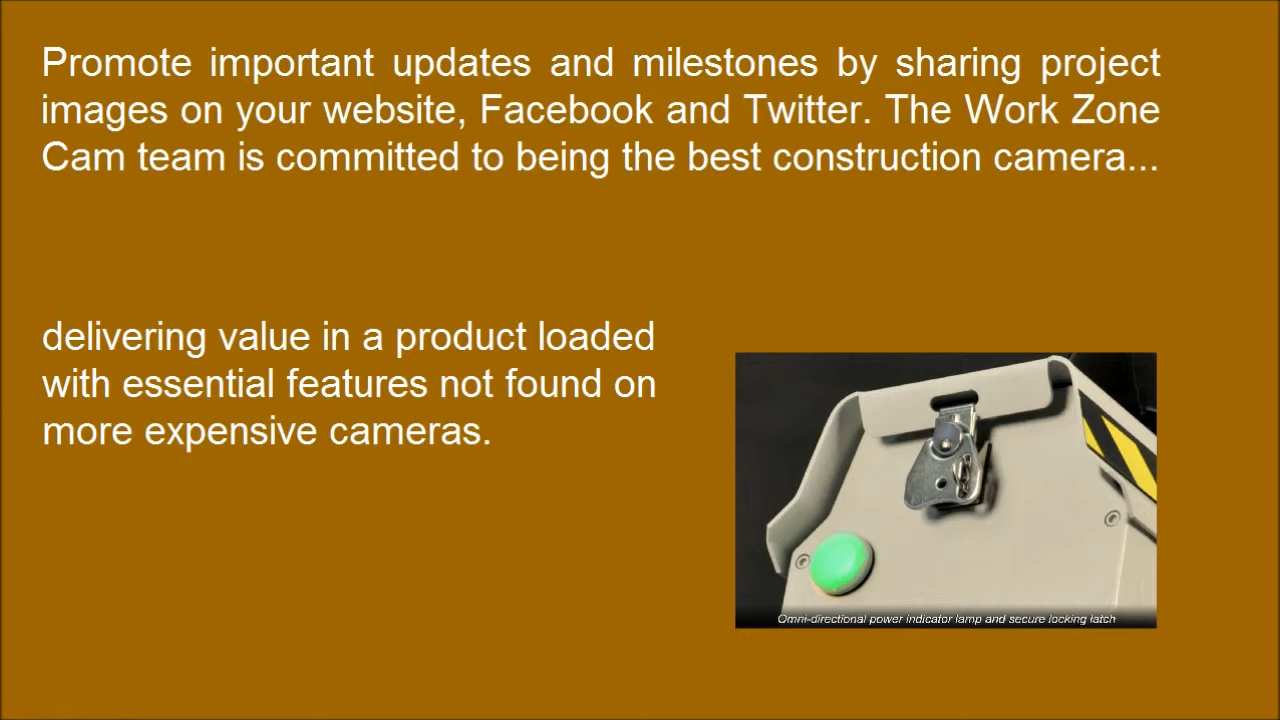 Promote important updates and milestones by sharing project
images on your website, Facebook and Twitter. The Work Zone
Cam team is committed to being the best construction camera...
delivering value in a product loaded
with essential features not found on
more expensive cameras.
Omni-directional power indicator lamp and secure locking latch